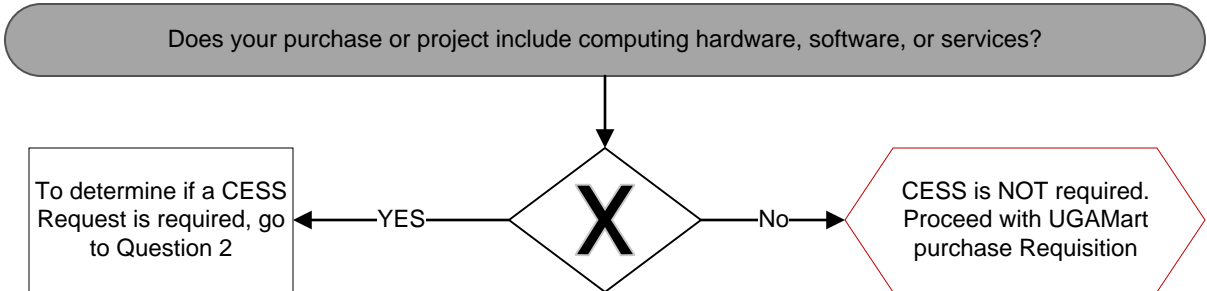 Does your purchase or project include computing hardware, software, or services?
To determine if a CESS
Request is required, go
to Question 2
YES
X
No
CESS is NOT required.
Proceed with UGAMart
purchase Requisition